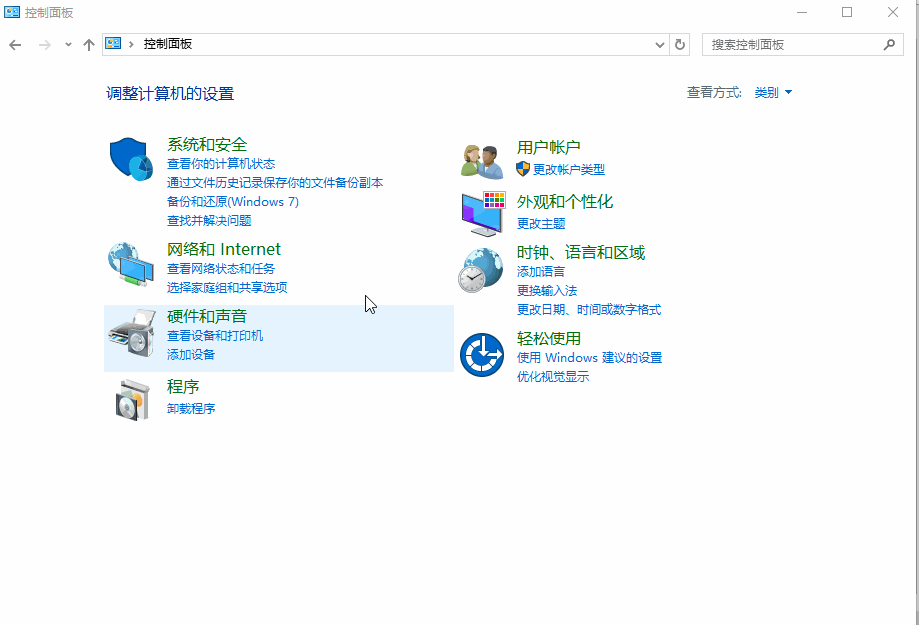 控制面板
控制面板
搜索控制面板
调整计算机的设置
查看方式: 类别
系统和安全
查看你的计算机状态
通过文件历史记录保存你的文件备份副本
备份和还原(Windows 7)
查找并解决问题
网络和 Internet
查看网络状态和任务
选择家庭组和共享选项
硬件和声音
查看设备和打印机
添加设备
程序
卸载程序
用户帐户
更改帐户类型
外观和个性化
更改主题
时钟、语言和区域
添加语言
更换输入法
更改日期、时间或数字格式
轻松使用
使用 Windows 建议的设置
优化视觉显示